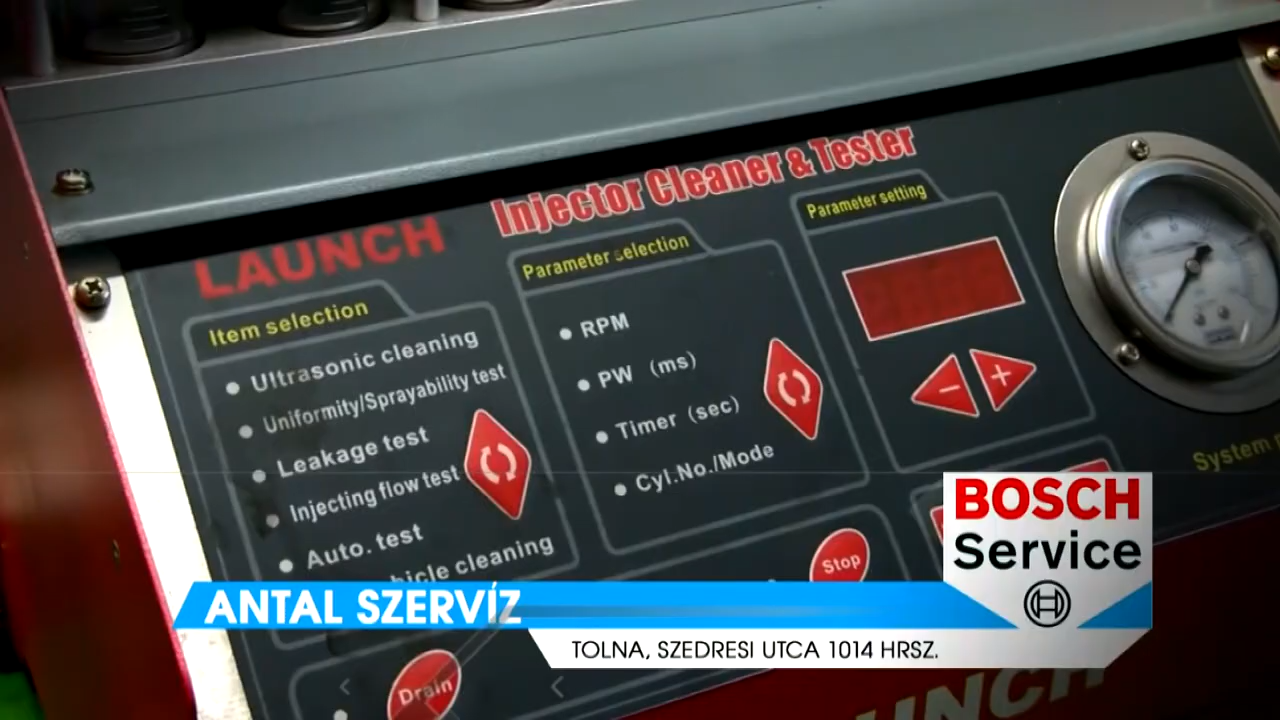 Injector Cleaner & Tester
LAUNCH
Item selection
Ultrasonic cleaning
Uniformity/Sprayability test
Leakage test
Injecting flow test
Auto. test
cleaning
Parameter selection
RPM
PW (ms)
Timer (sec)
Cyl.No./Mode
Parameter setting
− +
System
Stop
Drain
BOSCH
Service
ANTAL SZERVÍZ
TOLNA, SZEDRESI UTCA 1014 HRSZ.